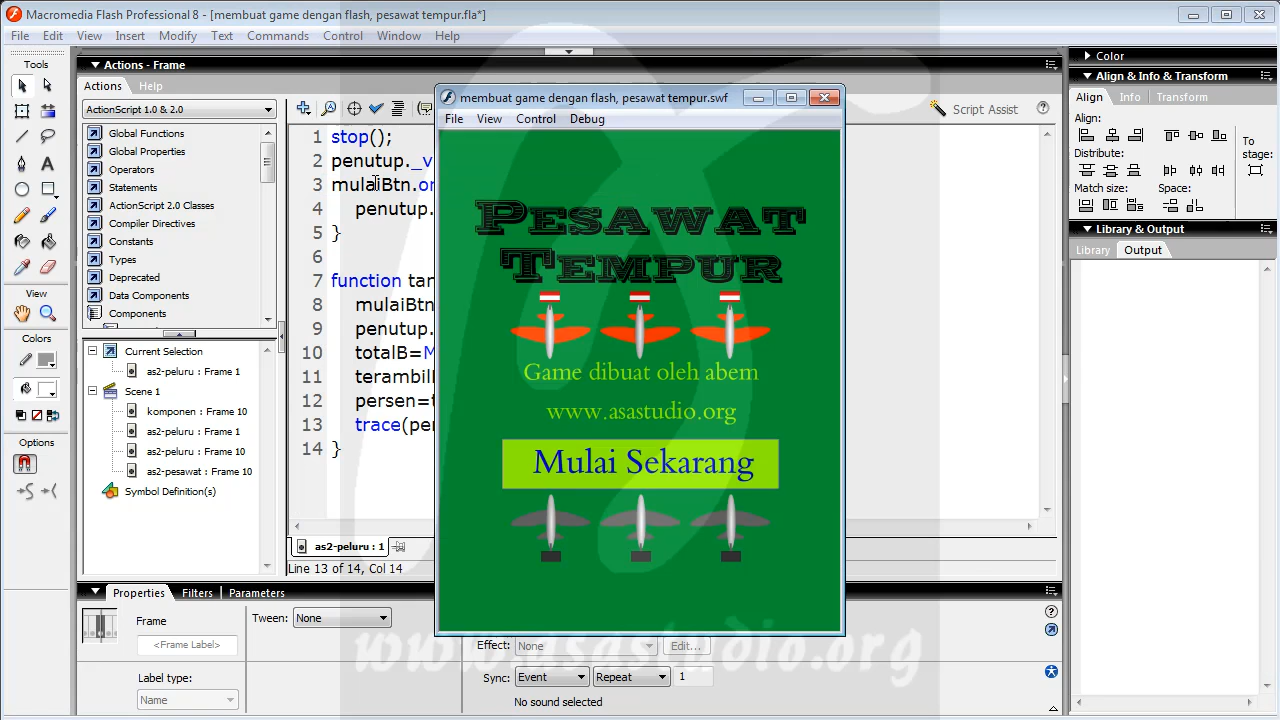 Macromedia Flash Professional 8 - [membuat game dengan flash, pesawat tempur.fla*]
File Edit View Insert Modify Text Commands Control Window Help
Tools
View
Colors
Options
Actions - Frame
Actions Help
ActionScript 1.0 & 2.0
Global Functions
Global Properties
Operators
Statements
ActionScript 2.0 Classes
Compiler Directives
Constants
Types
Deprecated
Data Components
Components
Current Selection
as2-peluru : Frame 1
Scene 1
komponen : Frame 10
as2-peluru : Frame 1
as2-peluru : Frame 10
as2-pesawat : Frame 10
Symbol Definition(s)
Script Assist
1 stop();
2 penutup._v
3 mulaiBtn.or
4 penutup.
5 }
6
7 function tar
8 mulaiBtn
9 penutup.
10 totalB=M
11 terambil
12 persen=t
13 trace(per
14 }
as2-peluru : 1
Line 13 of 14, Col 14
membuat game dengan flash, pesawat tempur.swf
File View Control Debug
Pesawat
Tempur
Game dibuat oleh abem
www.asastudio.org
Mulai Sekarang
Properties Filters Parameters
Frame
<Frame Label>
Label type:
Name
Tween: None
Effect: None Edit...
Sync: Event Repeat 1
No sound selected
www.asastudio.org
Color
Align & Info & Transform
Align Info Transform
Align:
Distribute:
Match size: Space:
To
stage:
Library & Output
Library Output